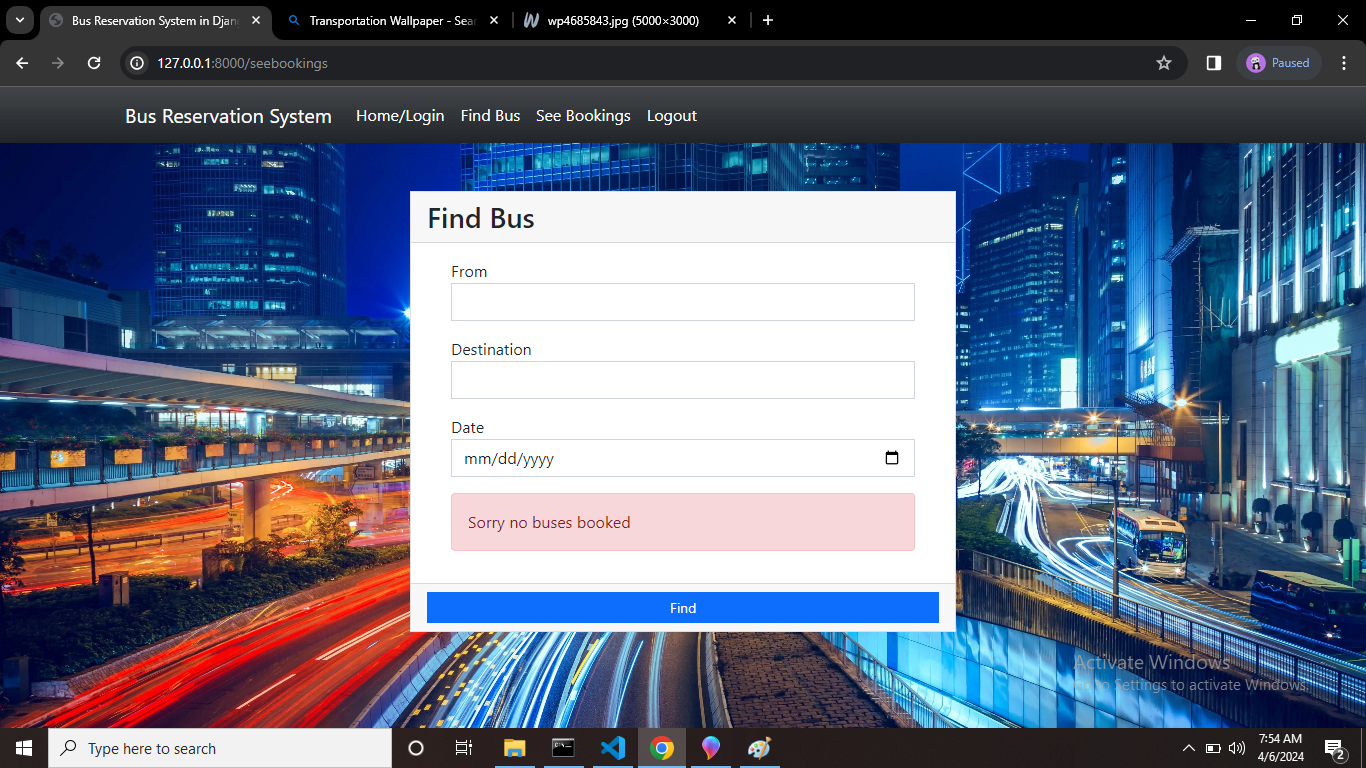 Bus Reservation System in Djan
Transportation Wallpaper - Sear
wp4685843.jpg (5000×3000)
127.0.0.1:8000/seebookings
Paused
Bus Reservation System
Home/Login
Find Bus
See Bookings
Logout
Find Bus
From
Destination
Date
mm/dd/yyyy
Sorry no buses booked
Find
Activate Windows
Go to Settings to activate Windows.
Type here to search
7:54 AM
4/6/2024
2